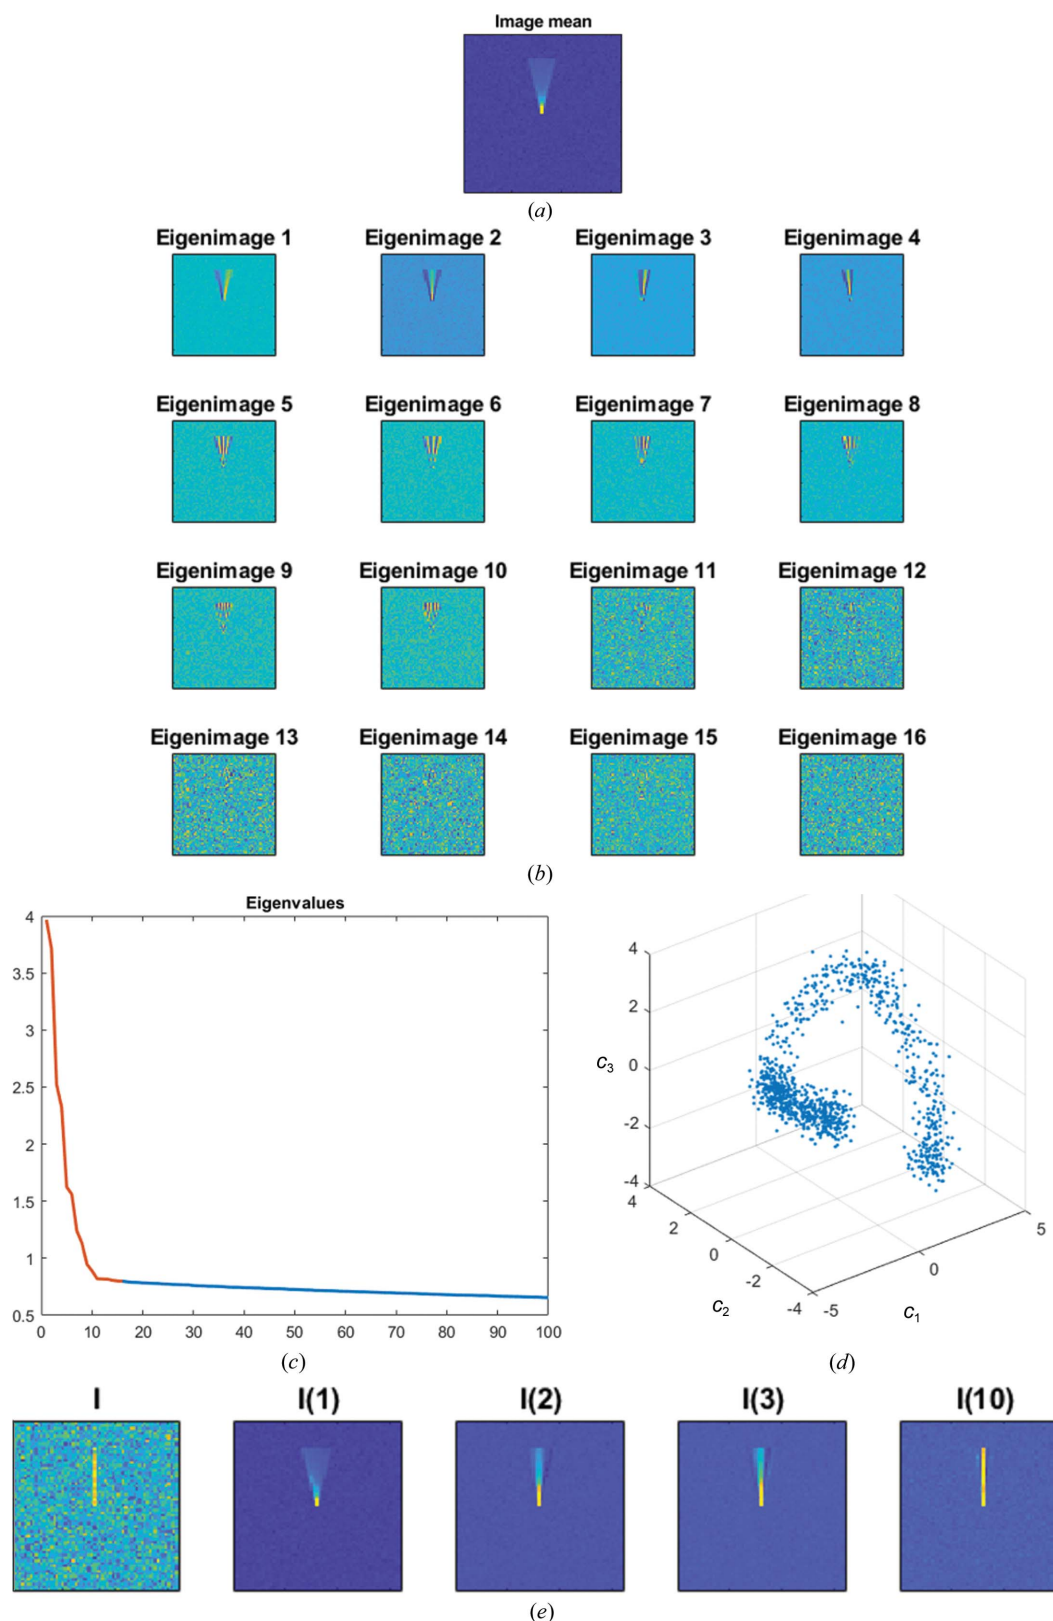 Image mean
(a)
Eigenimage 1 Eigenimage 2 Eigenimage 3 Eigenimage 4
Eigenimage 5 Eigenimage 6 Eigenimage 7 Eigenimage 8
Eigenimage 9 Eigenimage 10 Eigenimage 11 Eigenimage 12
Eigenimage 13 Eigenimage 14 Eigenimage 15 Eigenimage 16
(b)
Eigenvalues
4
3.5
3
2.5
2
1.5
1
0.5
0 10 20 30 40 50 60 70 80 90 100
(c)
4
2
0
-2
-4
c3
4
2
0
-2
-4
c2
-5
0
5
c1
(d)
I I(1) I(2) I(3) I(10)
(e)